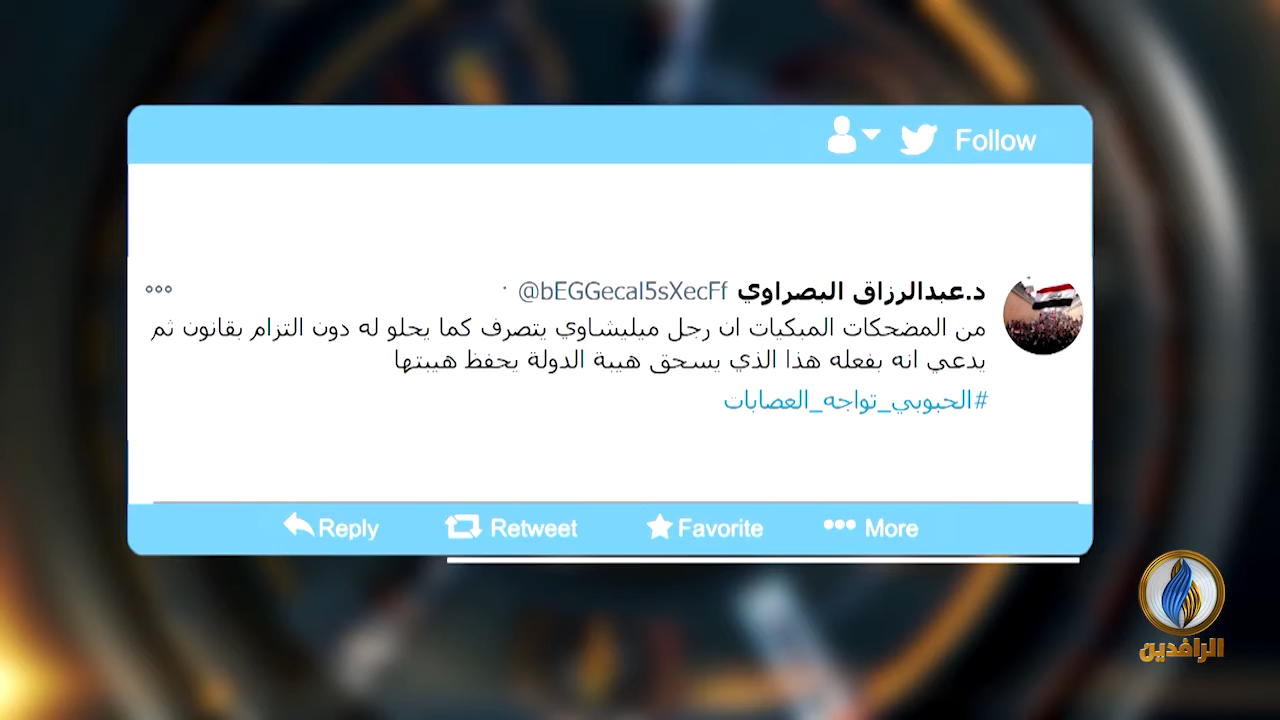 Follow
د.عبدالرزاق البصراوي @bEGGecal5sXecFf ·
من المضحكات المبكيات ان رجل ميليشاوي يتصرف كما يحلو له دون التزام بقانون ثم
يدعي انه بفعله هذا الذي يسحق هيبة الدولة يحفظ هيبتها
#الحبوبي_تواجه_العصابات
Reply Retweet Favorite More
الرافدين